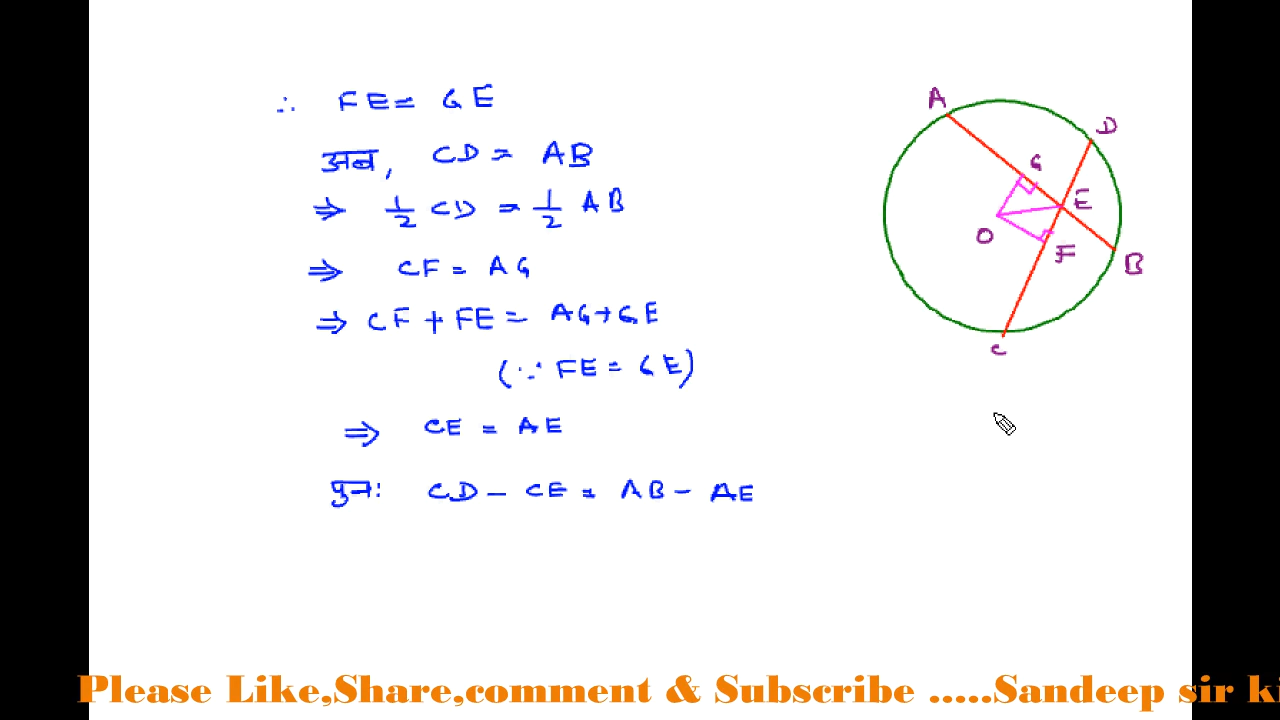 ∴ FE = GE
अब, CD = AB
⇒ 1/2 CD = 1/2 AB
⇒ CF = AG
⇒ CF + FE = AG + GE
(∵ FE = GE)
⇒ CE = AE
पुनः CD - CE = AB - AE
A
D
G
E
O
F
B
C
Please Like,Share,comment & Subscribe .....Sandeep sir ki